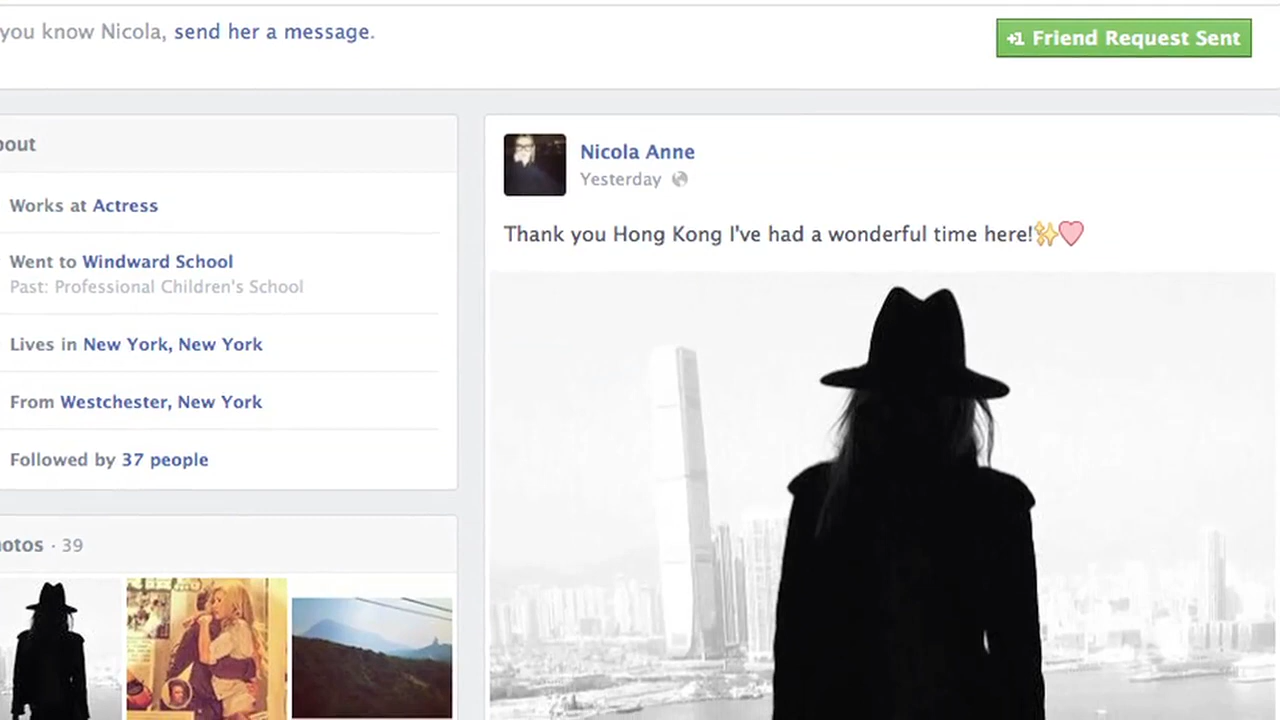 you know Nicola, send her a message.
+1 Friend Request Sent
bout
Works at Actress
Went to Windward School
Past: Professional Children's School
Lives in New York, New York
From Westchester, New York
Followed by 37 people
hotos · 39
Nicola Anne
Yesterday
Thank you Hong Kong I've had a wonderful time here!✨💗